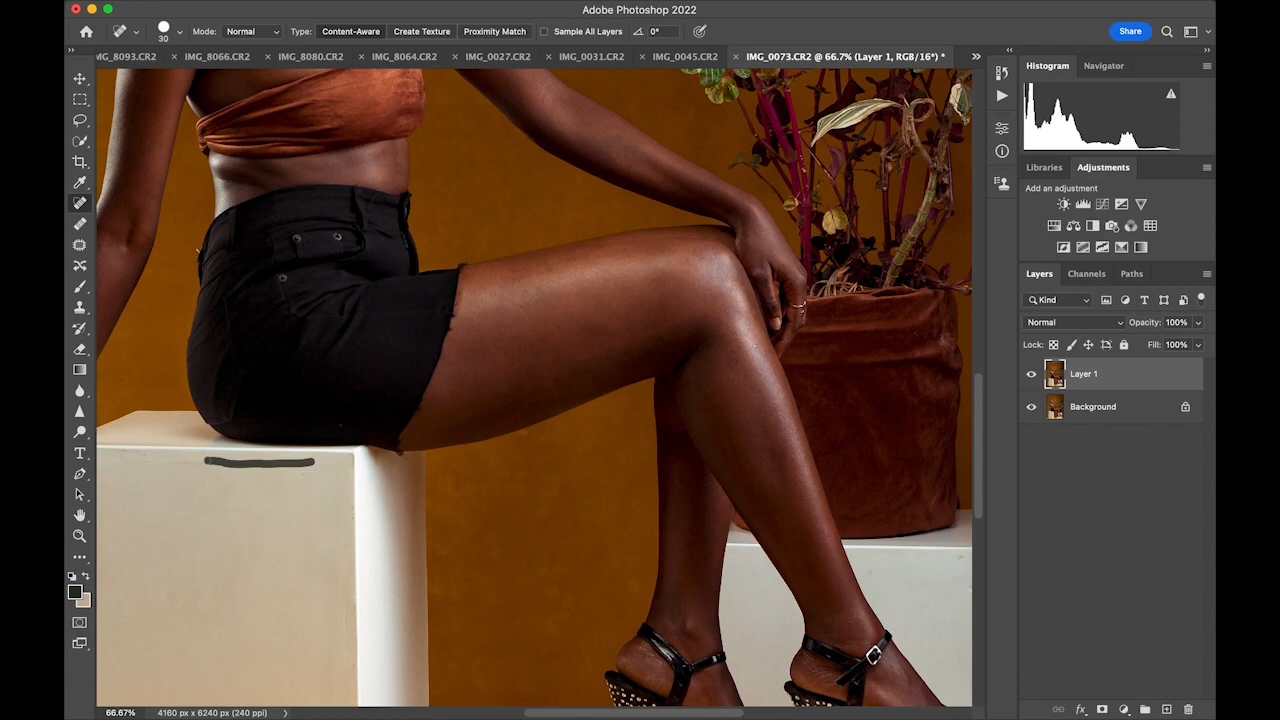 Adobe Photoshop 2022
30
Mode: Normal
Type: Content-Aware Create Texture Proximity Match
Sample All Layers
0°
Share
MG_8093.CR2 × IMG_8066.CR2 × IMG_8080.CR2 × IMG_8064.CR2 × IMG_0027.CR2 × IMG_0031.CR2 × IMG_0045.CR2 × IMG_0073.CR2 @ 66.7% (Layer 1, RGB/16*) *
Histogram Navigator
Libraries Adjustments
Add an adjustment
Layers Channels Paths
Kind
Normal Opacity: 100%
Lock: Fill: 100%
Layer 1
Background
66.67% 4160 px x 6240 px (240 ppi)